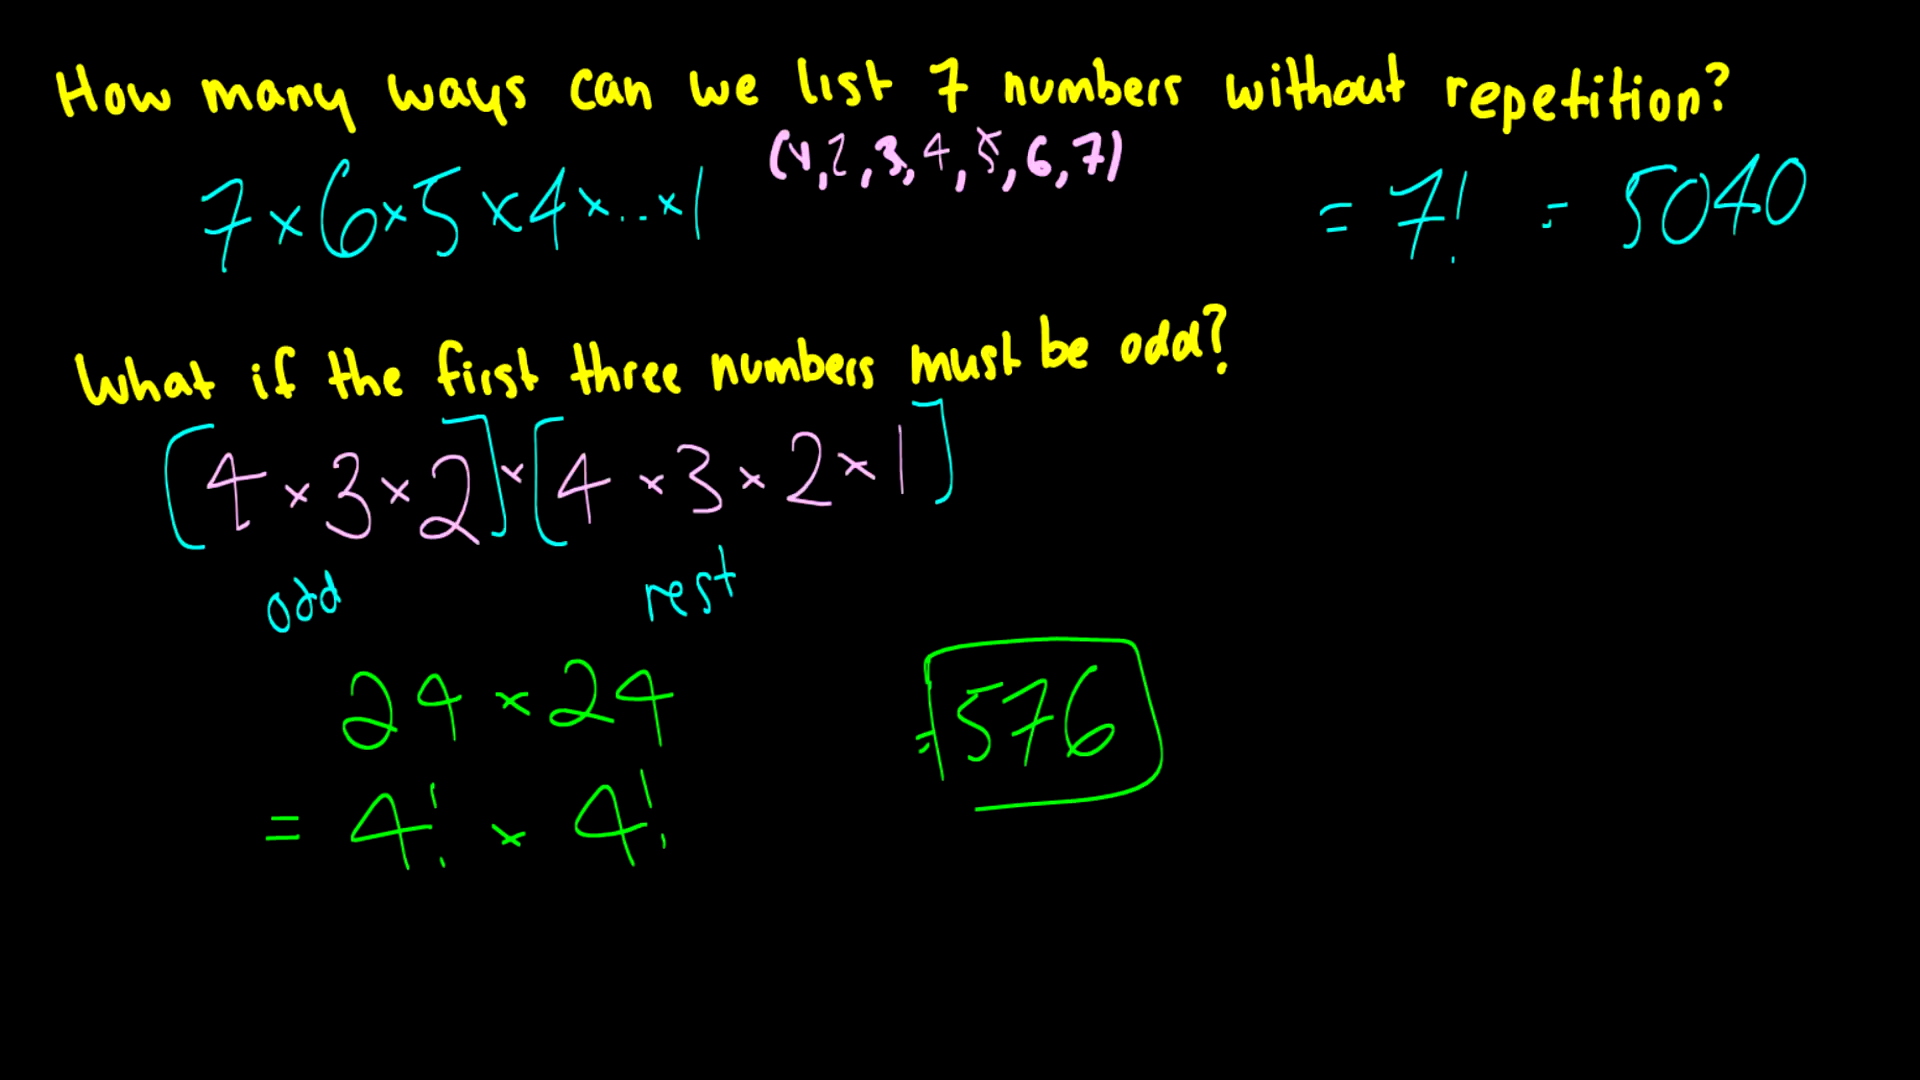 How many ways can we list 7 numbers without repetition?
(1,2,3,4,5,6,7)
7×6×5×4×...×1 = 7! = 5040
What if the first three numbers must be odd?
[4×3×2]×[4×3×2×1]
odd rest
24×24 = 576
= 4! × 4!